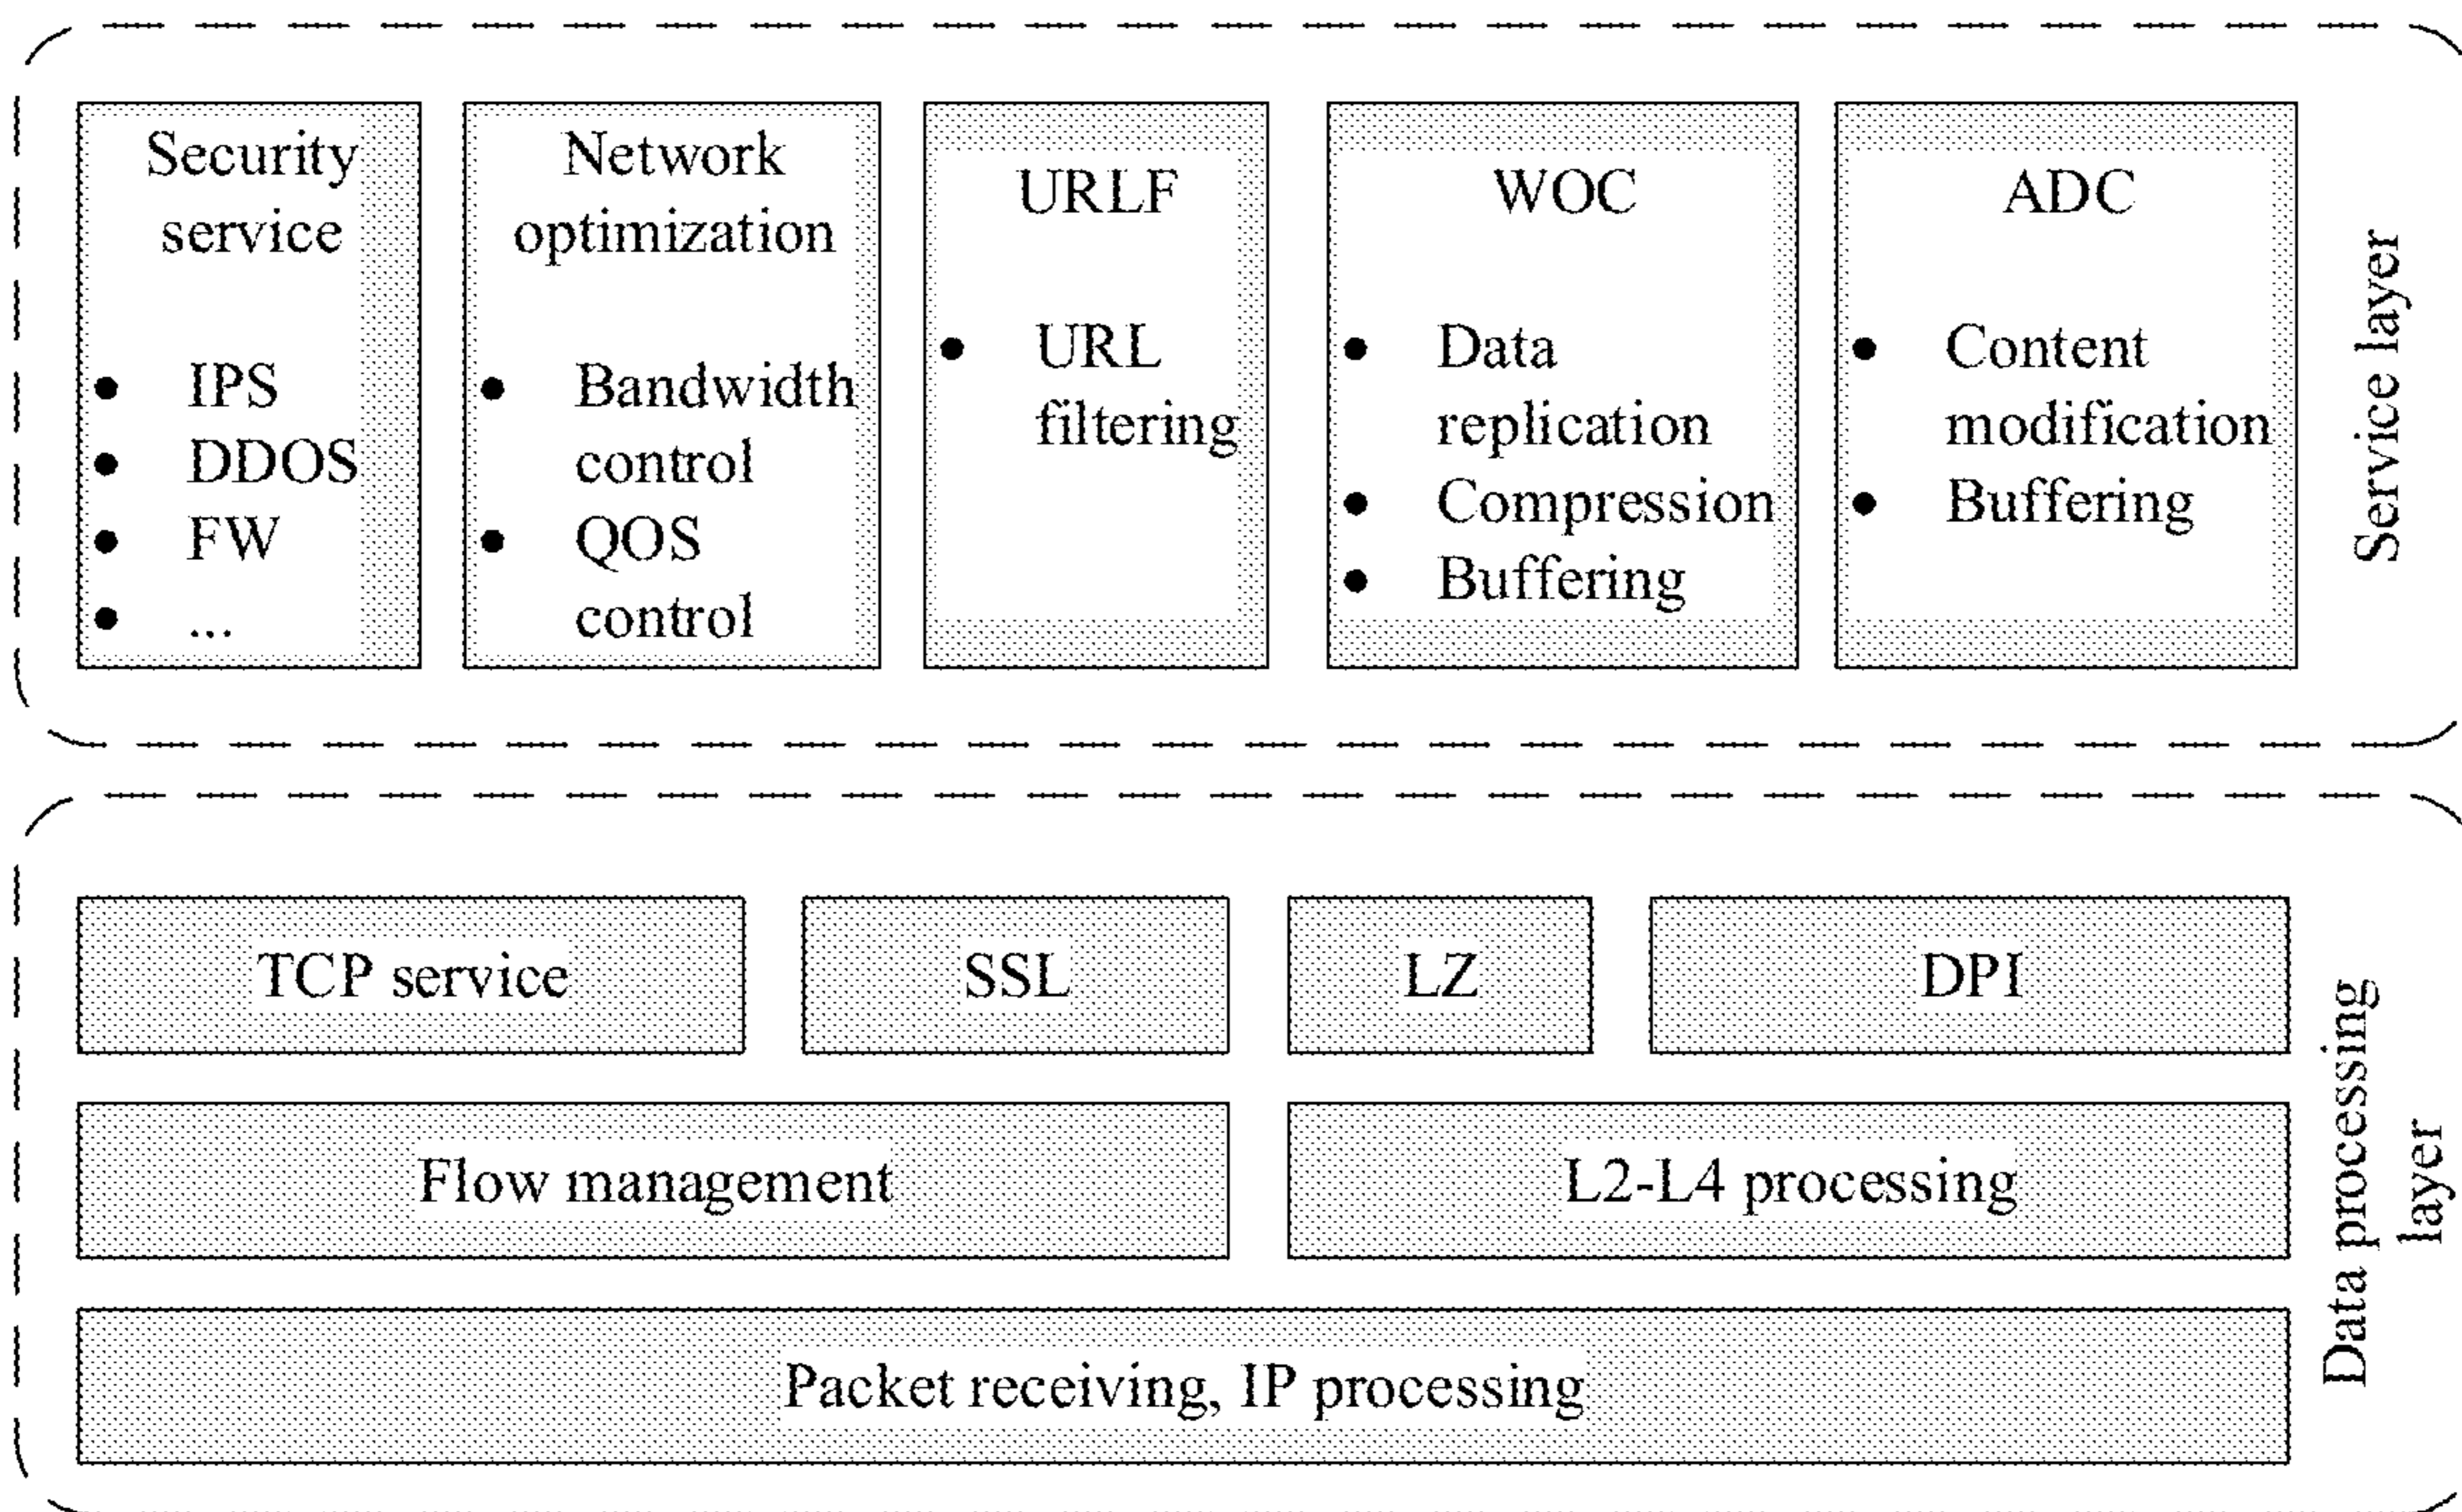 Security
service
• IPS
• DDOS
• FW
• ...
Network
optimization
• Bandwidth
control
• QOS
control
URLF
• URL
filtering
WOC
• Data
replication
• Compression
• Buffering
ADC
• Content
modification
• Buffering
Service layer
TCP service
SSL
LZ
DPI
Flow management
L2-L4 processing
Packet receiving, IP processing
Data processing
layer